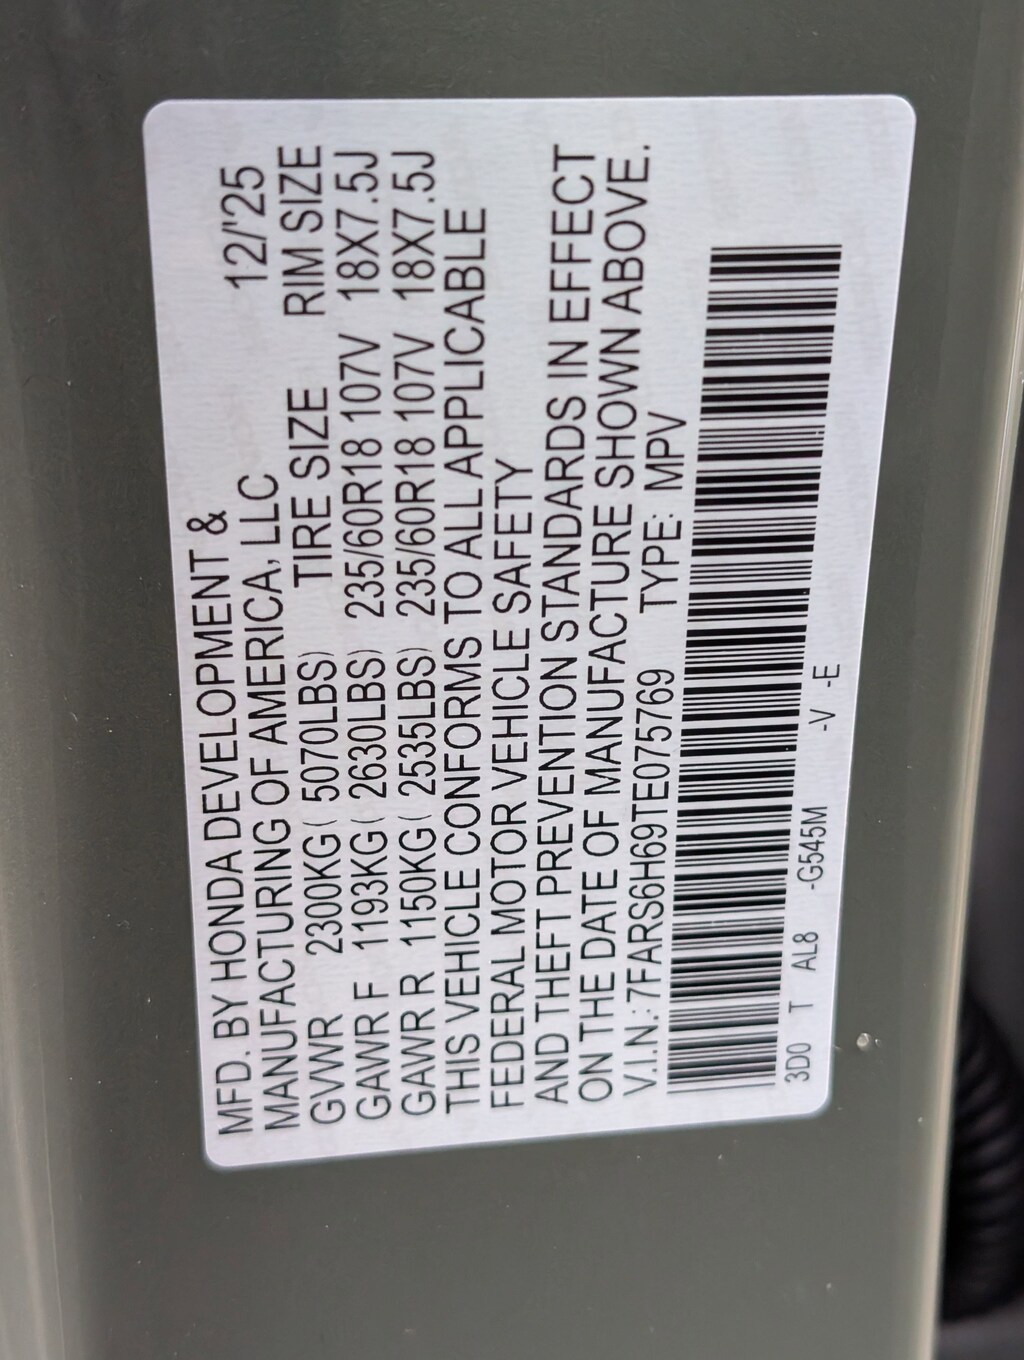 MFD. BY HONDA DEVELOPMENT &
MANUFACTURING OF AMERICA, LLC 12/'25
GVWR 2300KG ( 5070LBS) TIRE SIZE RIM SIZE
GAWR F 1193KG ( 2630LBS) 235/60R18 107V 18X7.5J
GAWR R 1150KG ( 2535LBS) 235/60R18 107V 18X7.5J
THIS VEHICLE CONFORMS TO ALL APPLICABLE
FEDERAL MOTOR VEHICLE SAFETY
AND THEFT PREVENTION STANDARDS IN EFFECT
ON THE DATE OF MANUFACTURE SHOWN ABOVE.
V.I.N.:7FARS6H69TE075769 TYPE: MPV
3D0 T AL8 -G545M -V -E